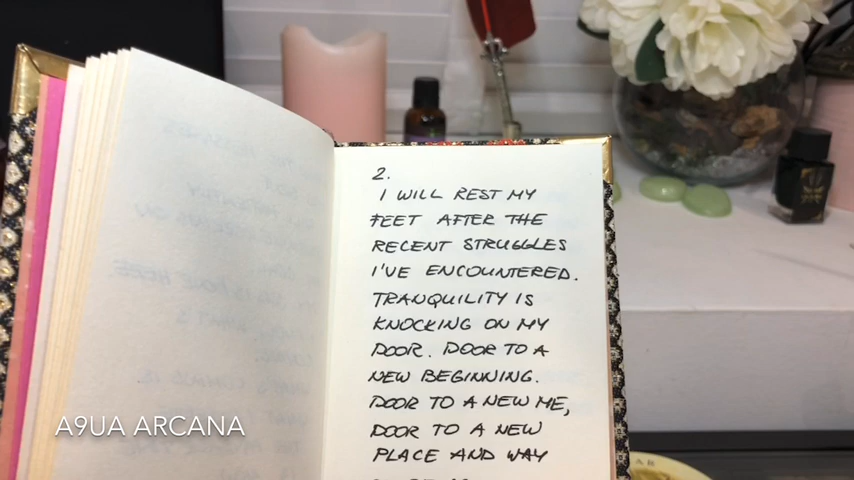 2.
I WILL REST MY
FEET AFTER THE
RECENT STRUGGLES
I'VE ENCOUNTERED.
TRANQUILITY IS
KNOCKING ON MY
DOOR. DOOR TO A
NEW BEGINNING.
DOOR TO A NEW ME,
DOOR TO A NEW
PLACE AND WAY
A9UA ARCANA